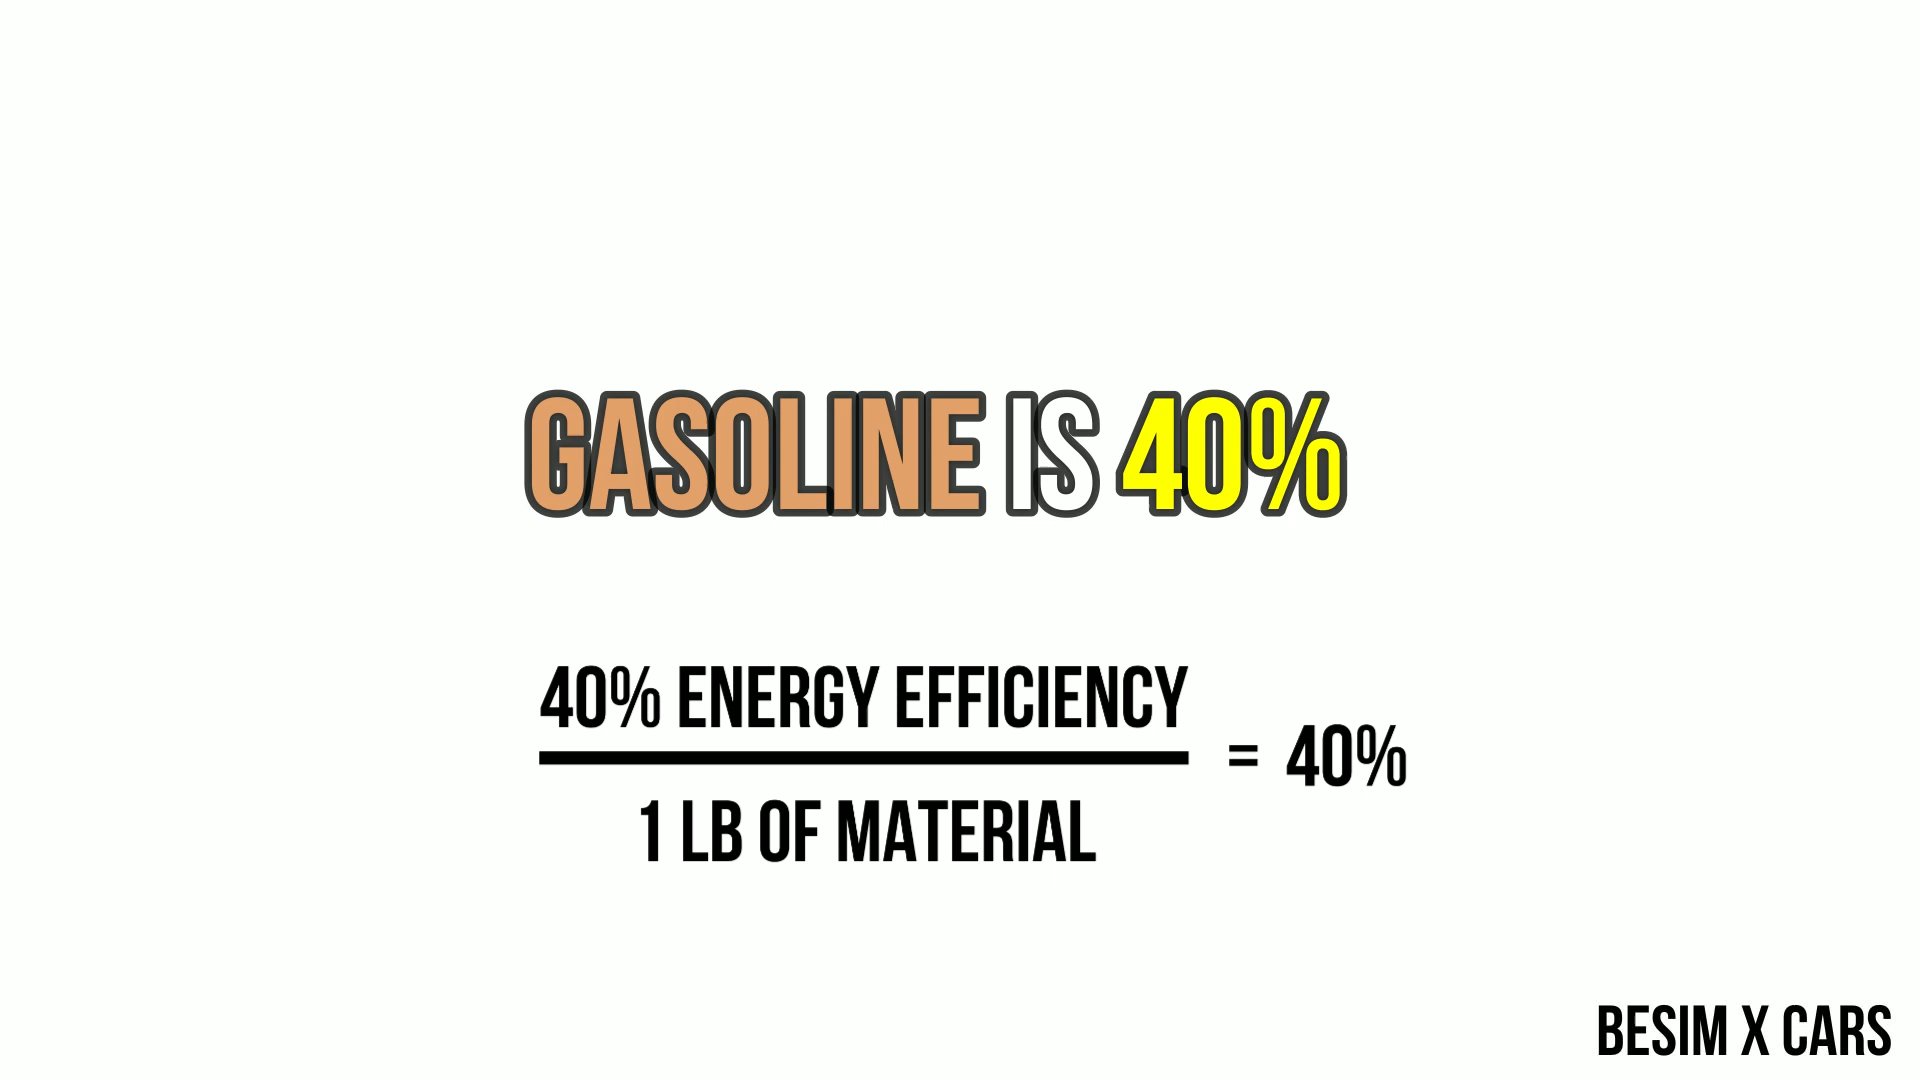 GASOLINE IS 40%
40% ENERGY EFFICIENCY
1 LB OF MATERIAL
= 40%
BESIM X CARS